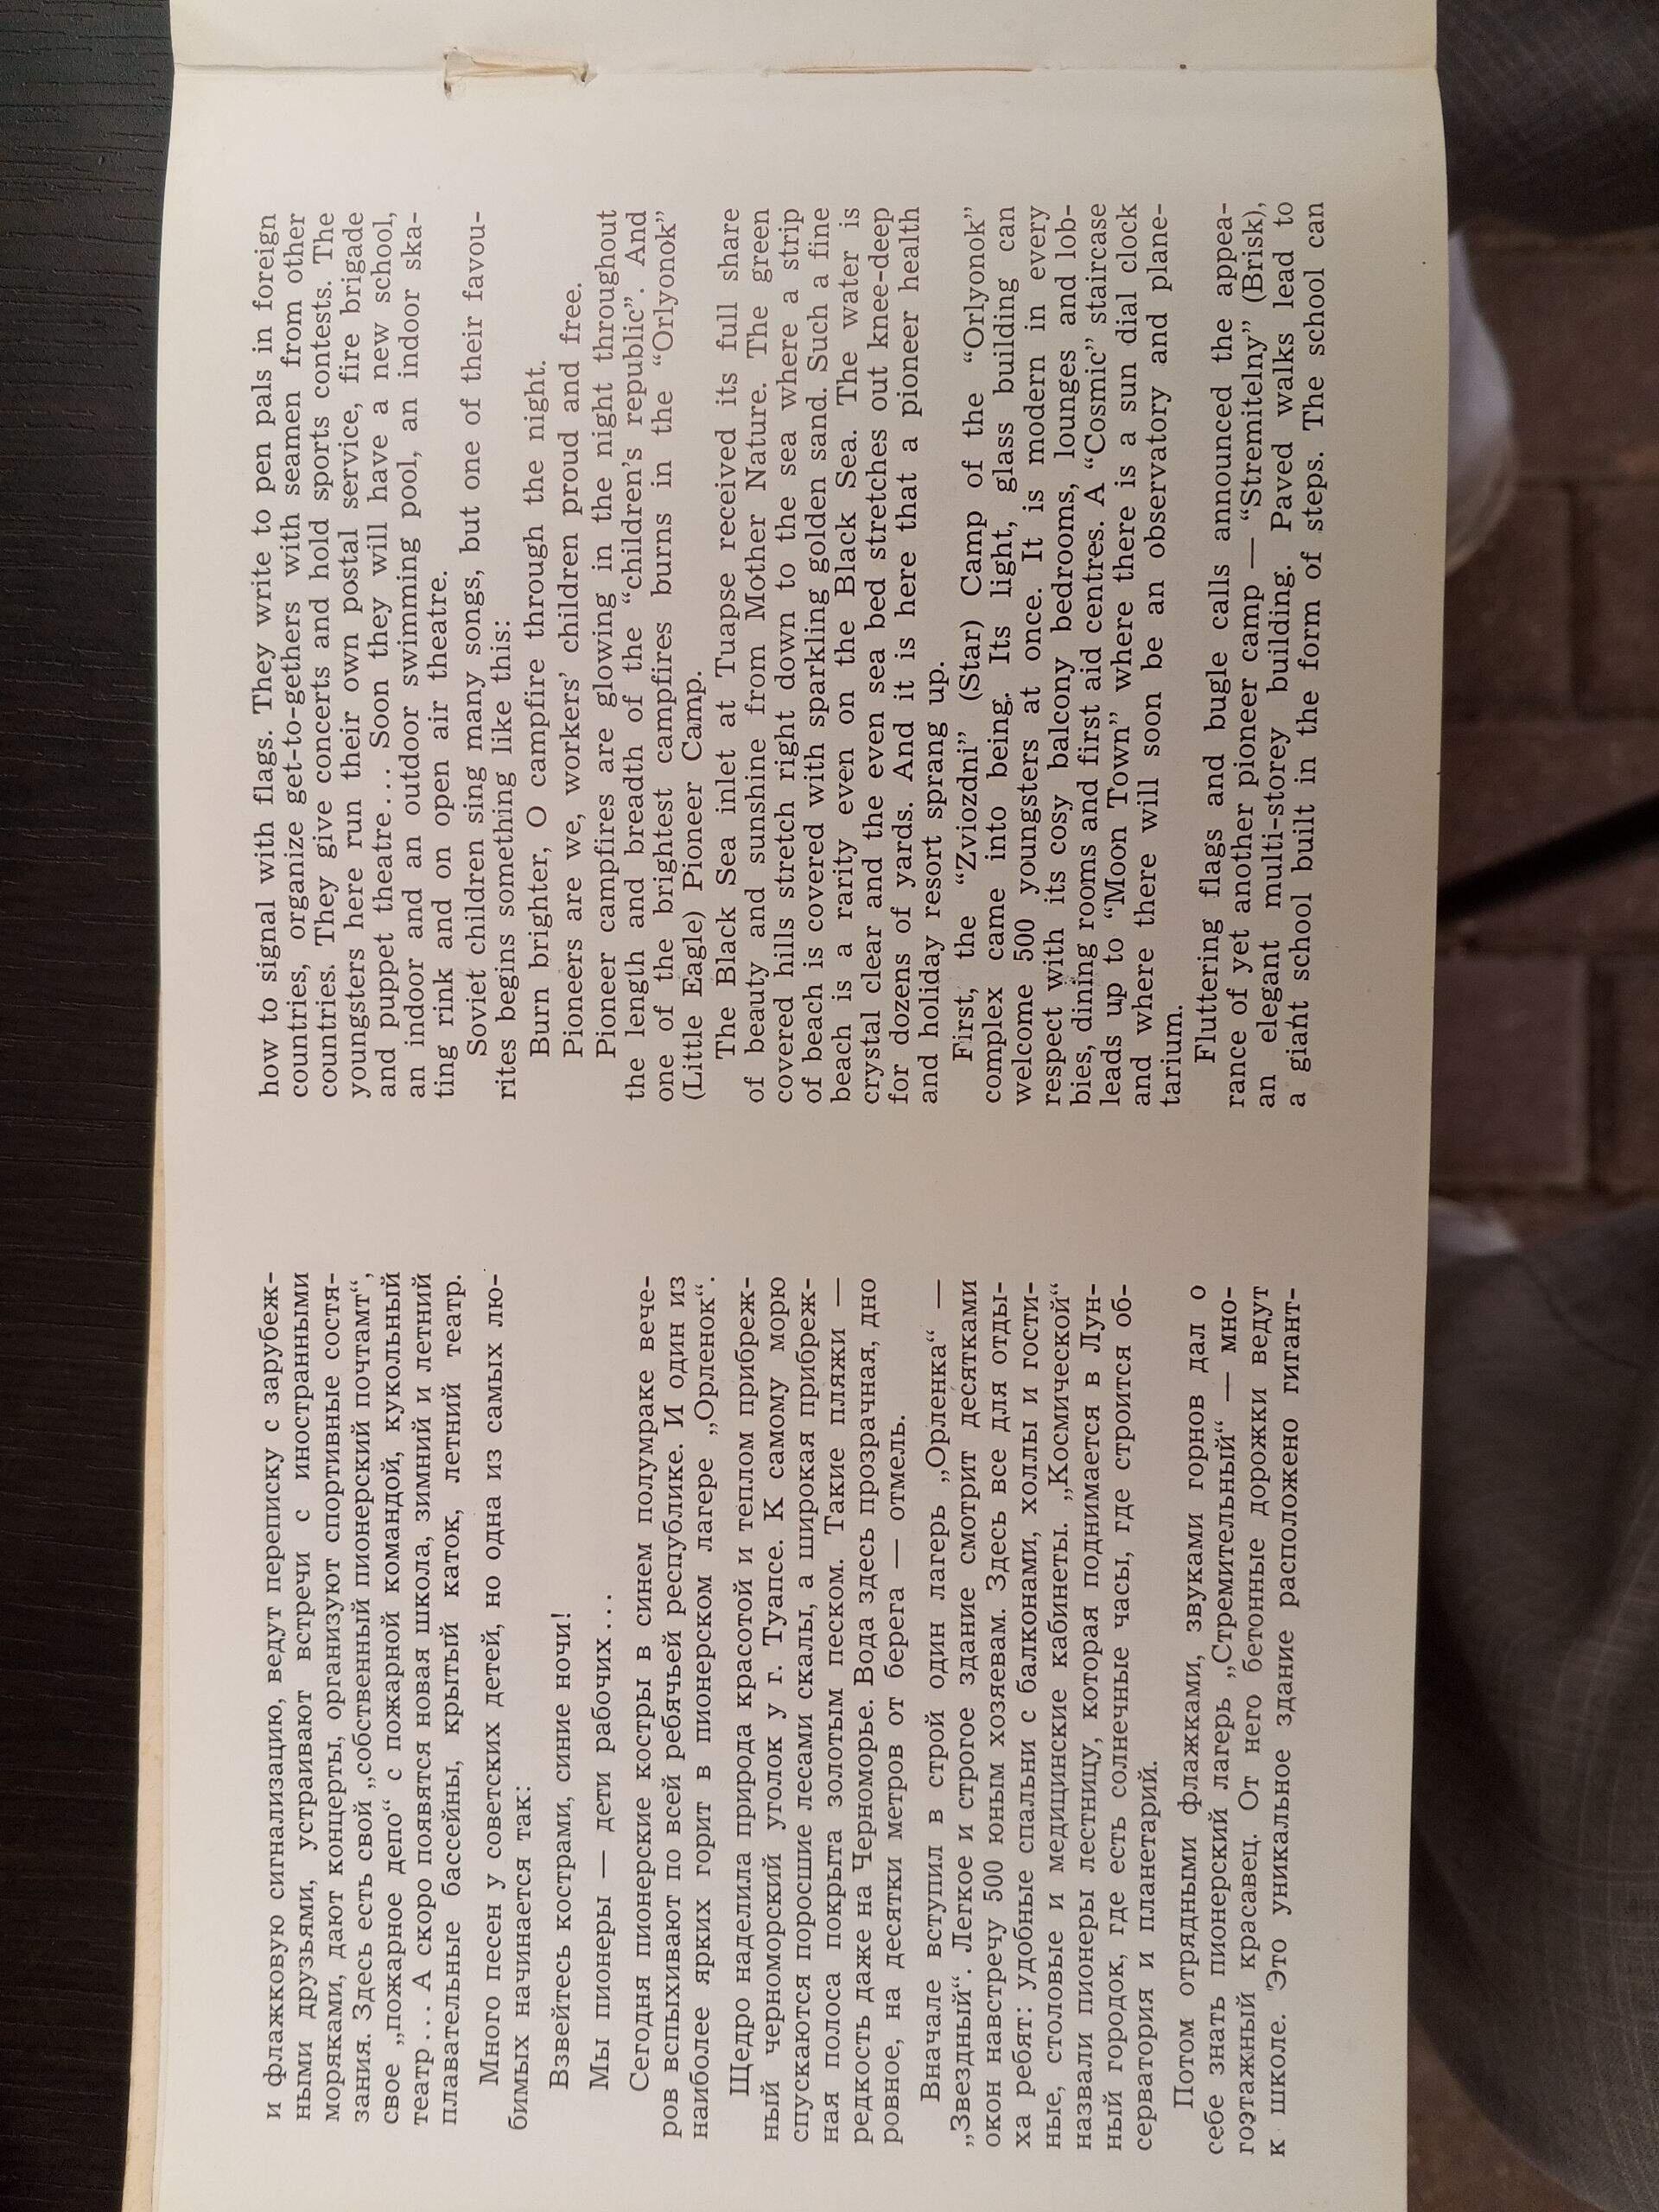 и флажковую сигнализацию, ведут переписку с зарубеж-
ными друзьями, устраивают встречи с иностранными
моряками, дают концерты, организуют спортивные состя-
зания. Здесь есть свой „собственный пионерский почтамт“,
свое „пожарное депо“ с пожарной командой, кукольный
театр... А скоро появятся новая школа, зимний и летний
плавательные бассейны, крытый каток, летний театр.
Много песен у советских детей, но одна из самых лю-
бимых начинается так:
Взвейтесь кострами, синие ночи!
Мы пионеры — дети рабочих...
Сегодня пионерские костры в синем полумраке вече-
ров вспыхивают по всей ребячьей республике. И один из
наиболее ярких горит в пионерском лагере „Орленок“.
Щедро наделила природа красотой и теплом прибреж-
ный черноморский уголок у г. Туапсе. К самому морю
спускаются поросшие лесами скалы, а широкая прибреж-
ная полоса покрыта золотым песком. Такие пляжи —
редкость даже на Черноморье. Вода здесь прозрачная, дно
ровное, на десятки метров от берега — отмель.
Вначале вступил в строй один лагерь „Орленка“ —
„Звездный“. Легкое и строгое здание смотрит десятками
окон навстречу 500 юным хозяевам. Здесь все для отды-
ха ребят: удобные спальни с балконами, холлы и гости-
ные, столовые и медицинские кабинеты. „Космической“
назвали пионеры лестницу, которая поднимается в Лун-
ный городок, где есть солнечные часы, где строится об-
серватория и планетарий.
Потом отрядными флажками, звуками горнов дал о
себе знать пионерский лагерь „Стремительный“ — мно-
гоэтажный красавец. От него бетонные дорожки ведут
к школе. Это уникальное здание расположено гигант-
how to signal with flags. They write to pen pals in foreign
countries, organize get-to-gethers with seamen from other
countries. They give concerts and hold sports contests. The
youngsters here run their own postal service, fire brigade
and puppet theatre... Soon they will have a new school,
an indoor and an outdoor swimming pool, an indoor ska-
ting rink and on open air theatre.
Soviet children sing many songs, but one of their favou-
rites begins something like this:
Burn brighter, O campfire through the night.
Pioneers are we, workers' children proud and free.
Pioneer campfires are glowing in the night throughout
the length and breadth of the “children's republic”. And
one of the brightest campfires burns in the “Orlyonok”
(Little Eagle) Pioneer Camp.
The Black Sea inlet at Tuapse received its full share
of beauty and sunshine from Mother Nature. The green
covered hills stretch right down to the sea where a strip
of beach is covered with sparkling golden sand. Such a fine
beach is a rarity even on the Black Sea. The water is
crystal clear and the even sea bed stretches out knee-deep
for dozens of yards. And it is here that a pioneer health
and holiday resort sprang up.
First, the “Zviozdni” (Star) Camp of the “Orlyonok”
complex came into being. Its light, glass building can
welcome 500 youngsters at once. It is modern in every
respect with its cosy balcony bedrooms, lounges and lob-
bies, dining rooms and first aid centres. A “Cosmic” staircase
leads up to “Moon Town” where there is a sun dial clock
and where there will soon be an observatory and plane-
tarium.
Fluttering flags and bugle calls announced the appea-
rance of yet another pioneer camp — “Stremitelny” (Brisk),
an elegant multi-storey building. Paved walks lead to
a giant school built in the form of steps. The school can